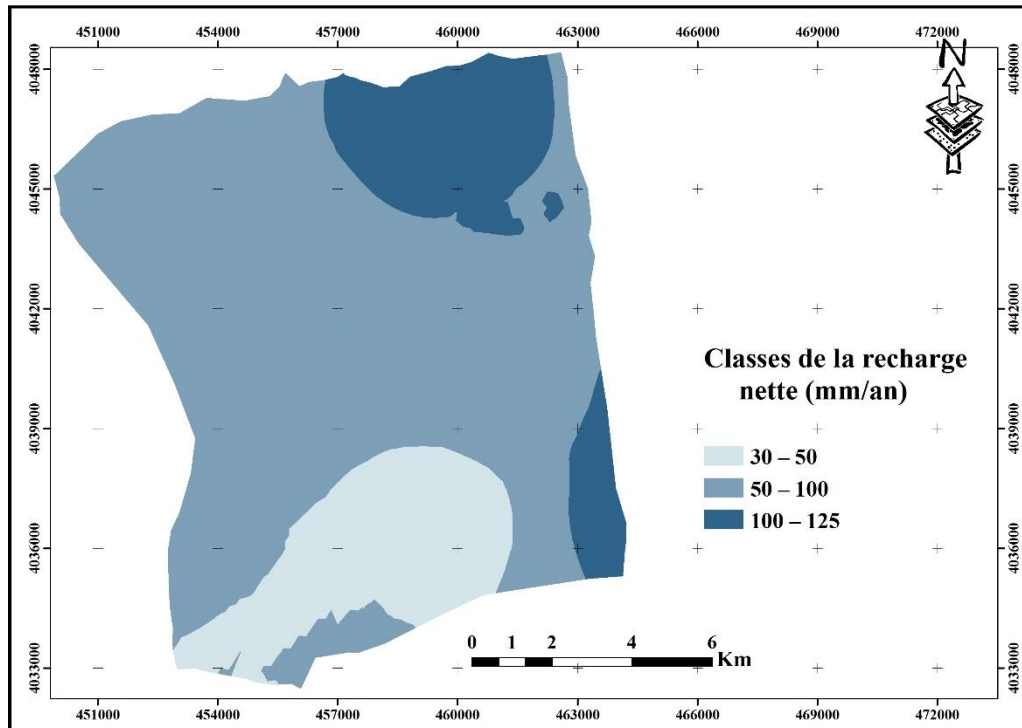 451000 454000 457000 460000 463000 466000 469000 472000
N
4048000 4048000
4045000 4045000
4042000 4042000
Classes de la recharge
nette (mm/an)
4039000 4039000
30 – 50
50 – 100
100 – 125
4036000 4036000
0 1 2 4 6
Km
4033000 4033000
451000 454000 457000 460000 463000 466000 469000 472000